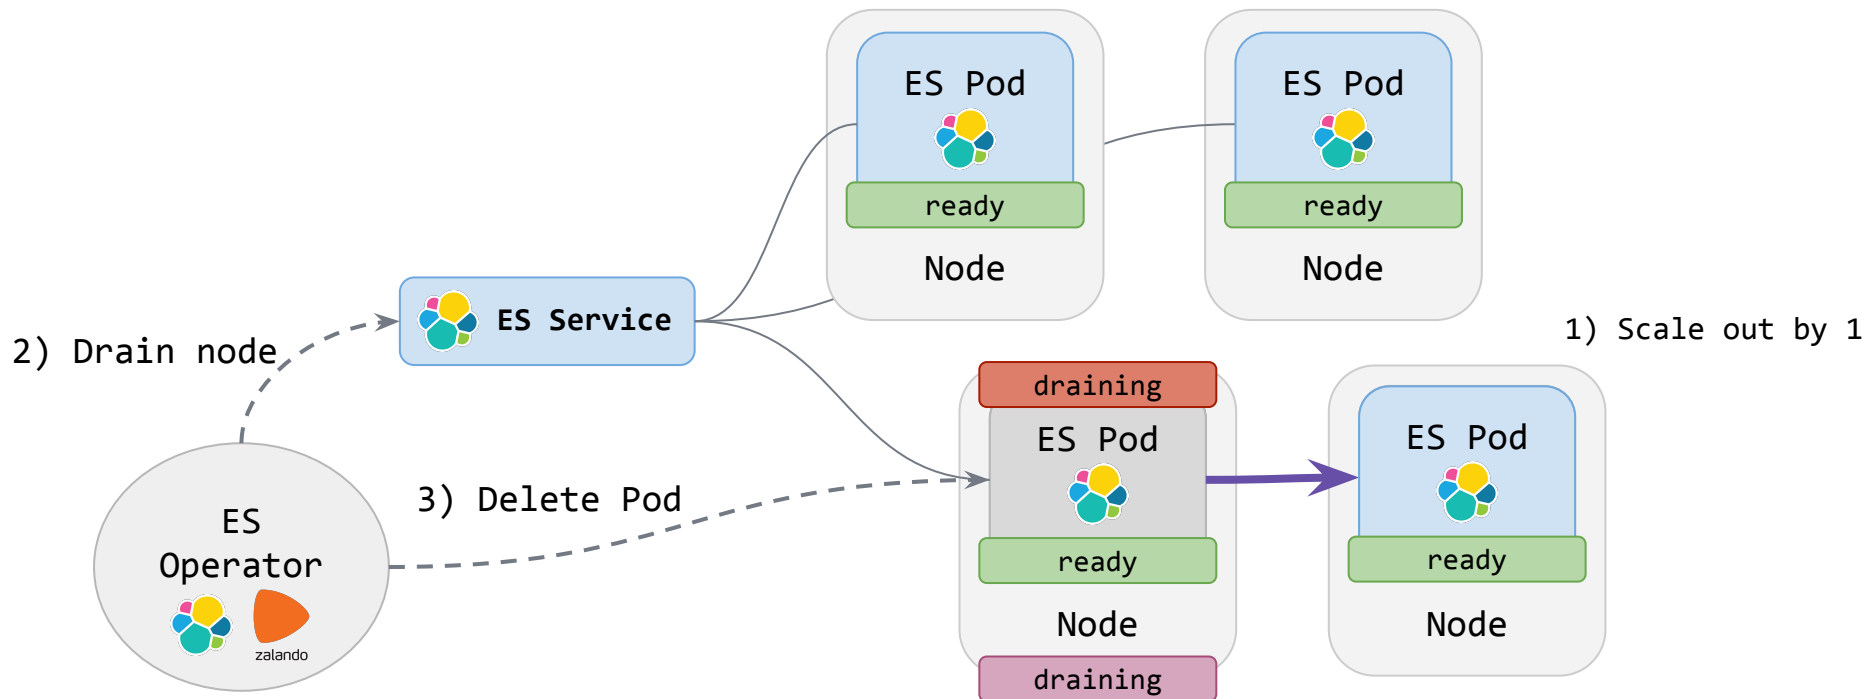 ES Pod
ready
Node
ES Pod
ready
Node
ES Service
2) Drain node
1) Scale out by 1
draining
ES Pod
ready
Node
draining
ES Pod
ready
Node
3) Delete Pod
ES
Operator
zalando